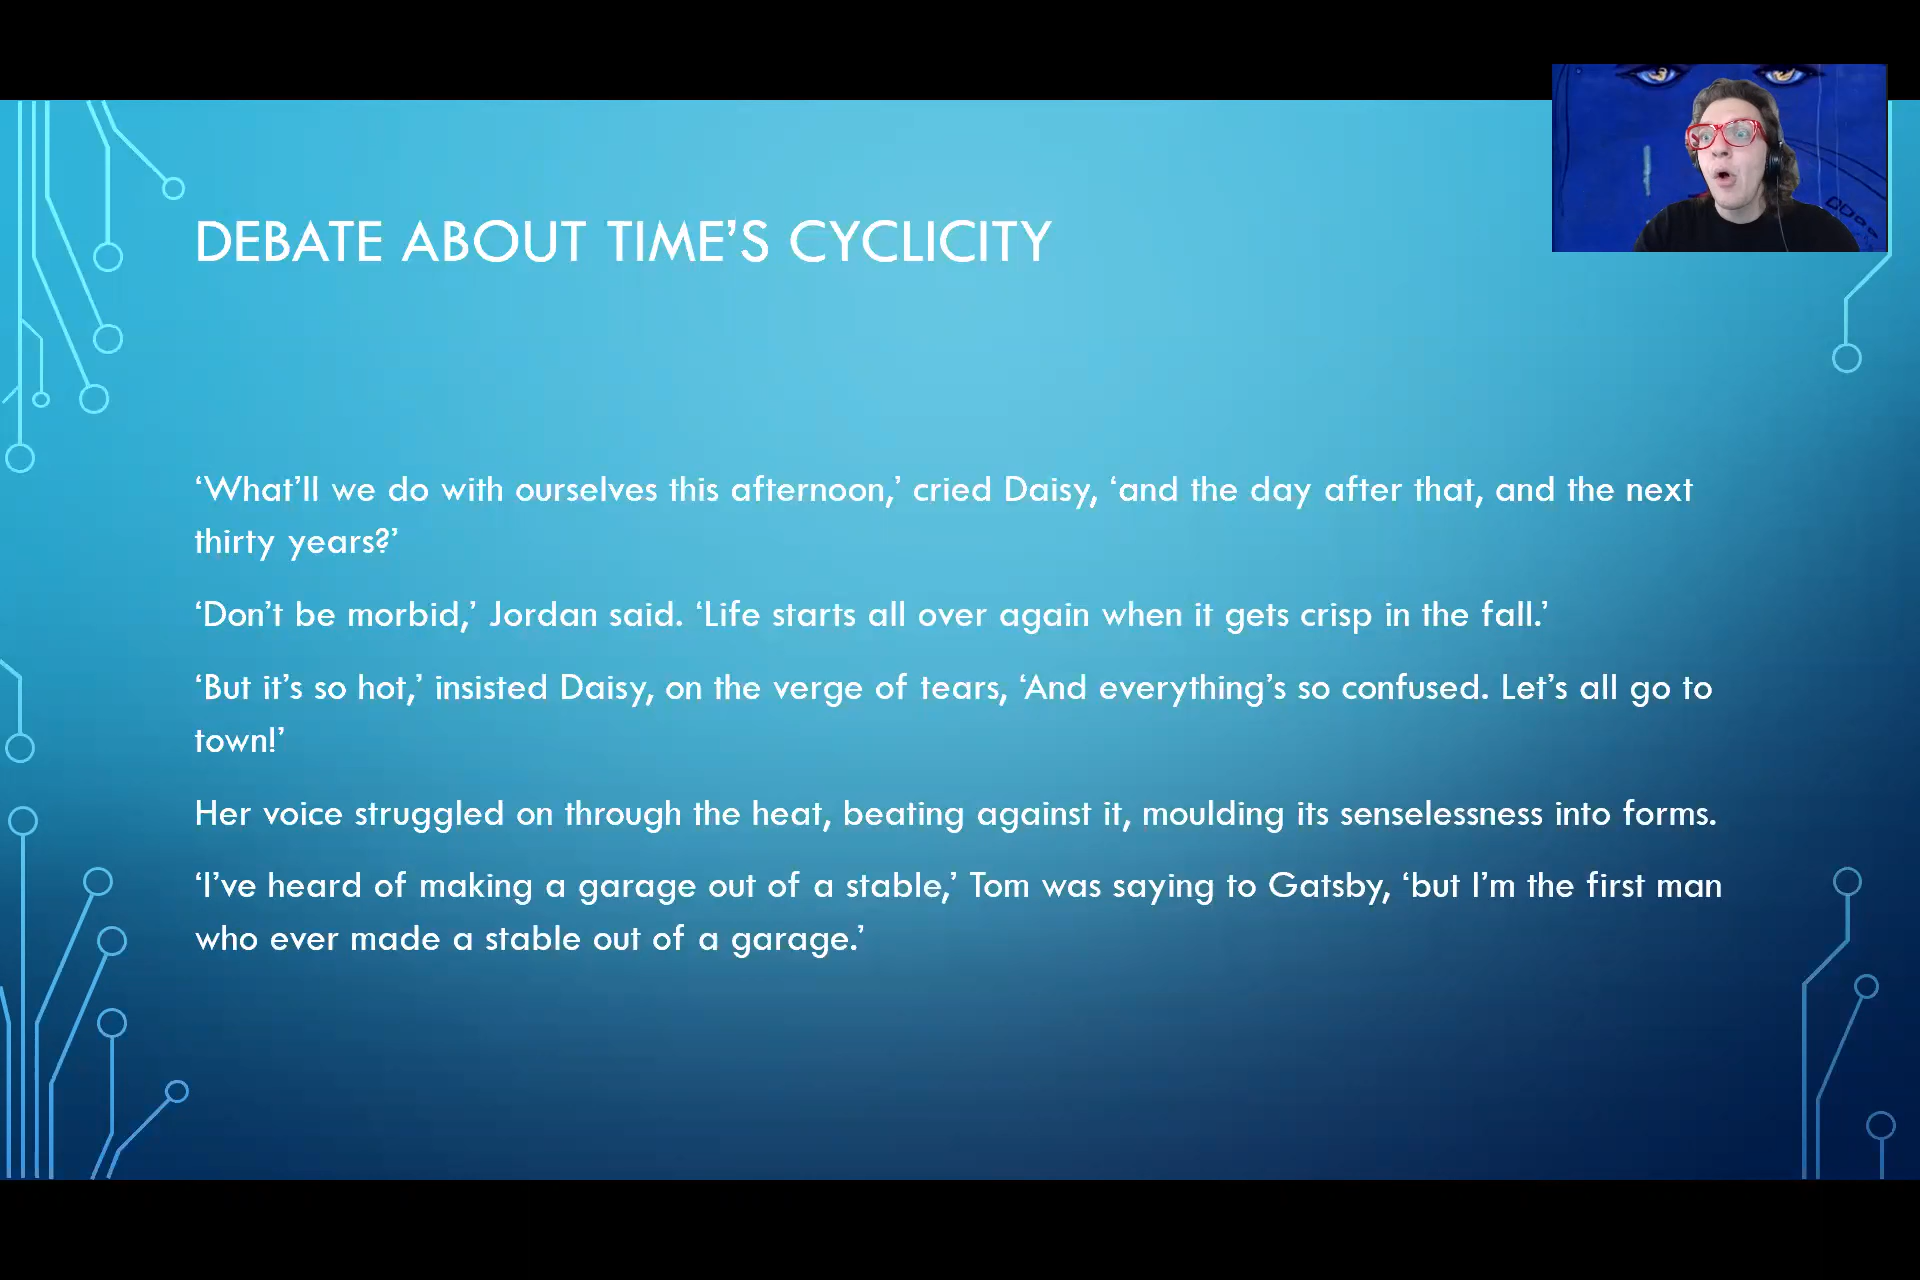 DEBATE ABOUT TIME’S CYCLICITY
‘What’ll we do with ourselves this afternoon,’ cried Daisy, ‘and the day after that, and the next
thirty years?’
‘Don’t be morbid,’ Jordan said. ‘Life starts all over again when it gets crisp in the fall.’
‘But it’s so hot,’ insisted Daisy, on the verge of tears, ‘And everything’s so confused. Let’s all go to
town!’
Her voice struggled on through the heat, beating against it, moulding its senselessness into forms.
‘I’ve heard of making a garage out of a stable,’ Tom was saying to Gatsby, ‘but I’m the first man
who ever made a stable out of a garage.’